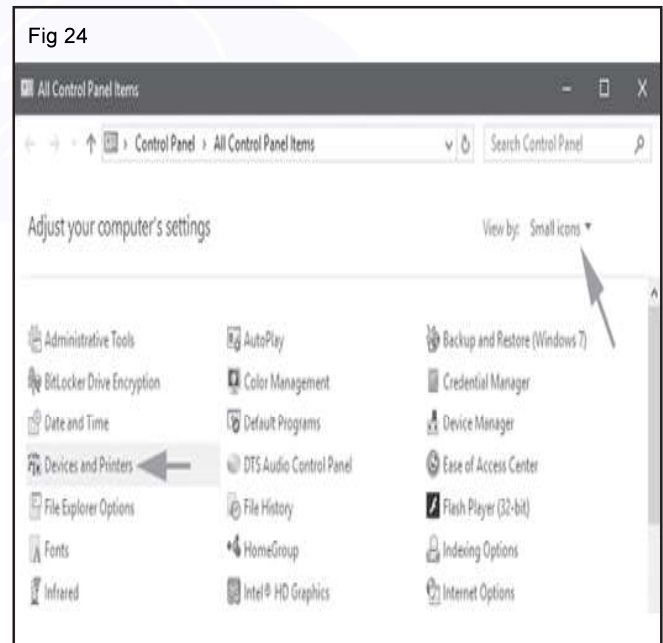 Fig 24
All Control Panel Items
Control Panel > All Control Panel Items
Search Control Panel
Adjust your computer's settings
View by: Small icons
Administrative Tools
AutoPlay
Backup and Restore (Windows 7)
BitLocker Drive Encryption
Color Management
Credential Manager
Date and Time
Default Programs
Device Manager
Devices and Printers
DTS Audio Control Panel
Ease of Access Center
File Explorer Options
File History
Flash Player (32-bit)
Fonts
HomeGroup
Indexing Options
Infrared
Intel® HD Graphics
Internet Options